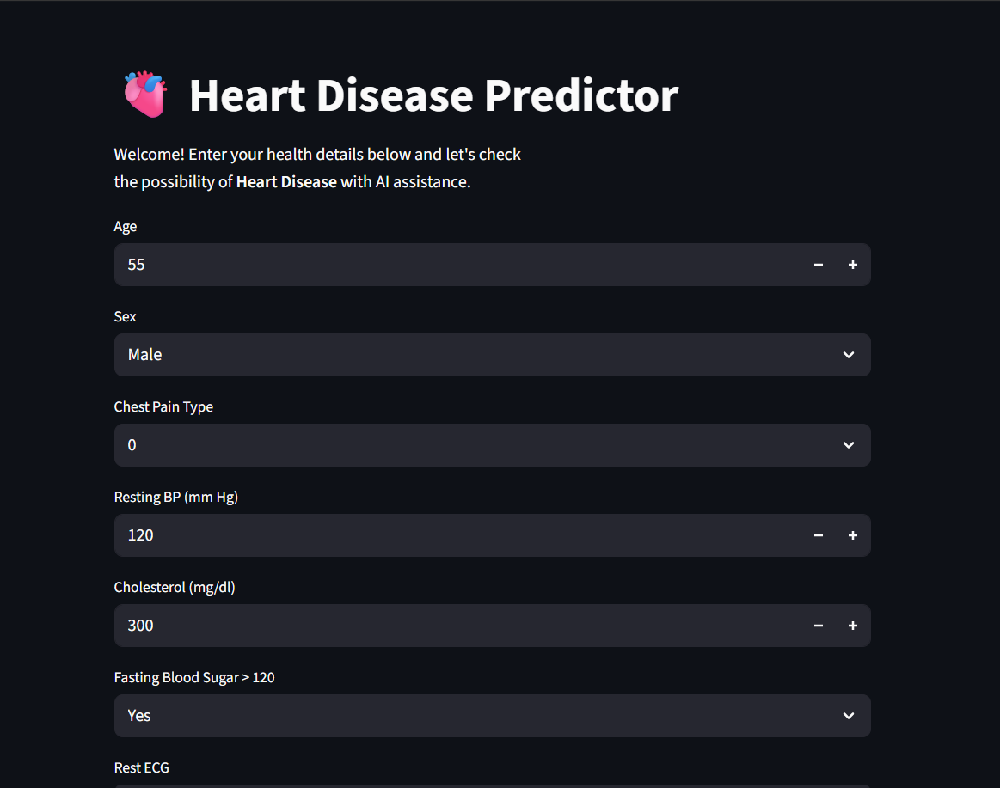 Heart Disease Predictor
Welcome! Enter your health details below and let's check
the possibility of Heart Disease with AI assistance.
Age
55
Sex
Male
Chest Pain Type
0
Resting BP (mm Hg)
120
Cholesterol (mg/dl)
300
Fasting Blood Sugar > 120
Yes
Rest ECG